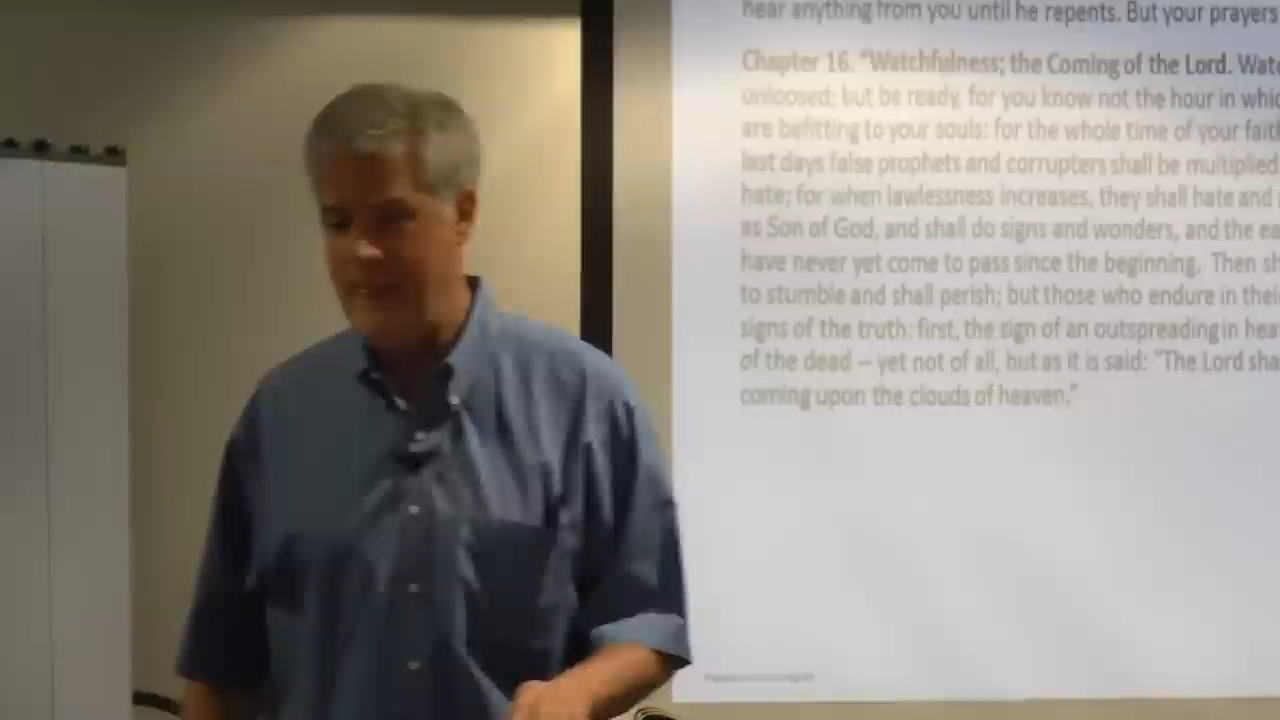 hear anything from you until he repents. But your prayers
Chapter 16. "Watchfulness; the Coming of the Lord. Watc
unloosed; but be ready, for you know not the hour in whic
are befitting to your souls: for the whole time of your fait
last days false prophets and corrupters shall be multiplied
hate; for when lawlessness increases, they shall hate and
as Son of God, and shall do signs and wonders, and the ea
have never yet come to pass since the beginning. Then sh
to stumble and shall perish; but those who endure in thei
signs of the truth: first, the sign of an outspreading in hea
of the dead – yet not of all, but as it is said: "The Lord sha
coming upon the clouds of heaven."